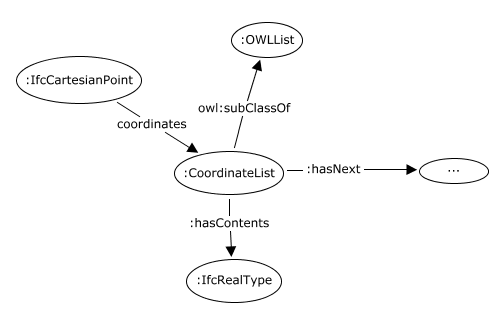 :OWLList
:IfcCartesianPoint
owl:subClassOf
coordinates
:CoordinateList
:hasNext
...
:hasContents
:IfcRealType